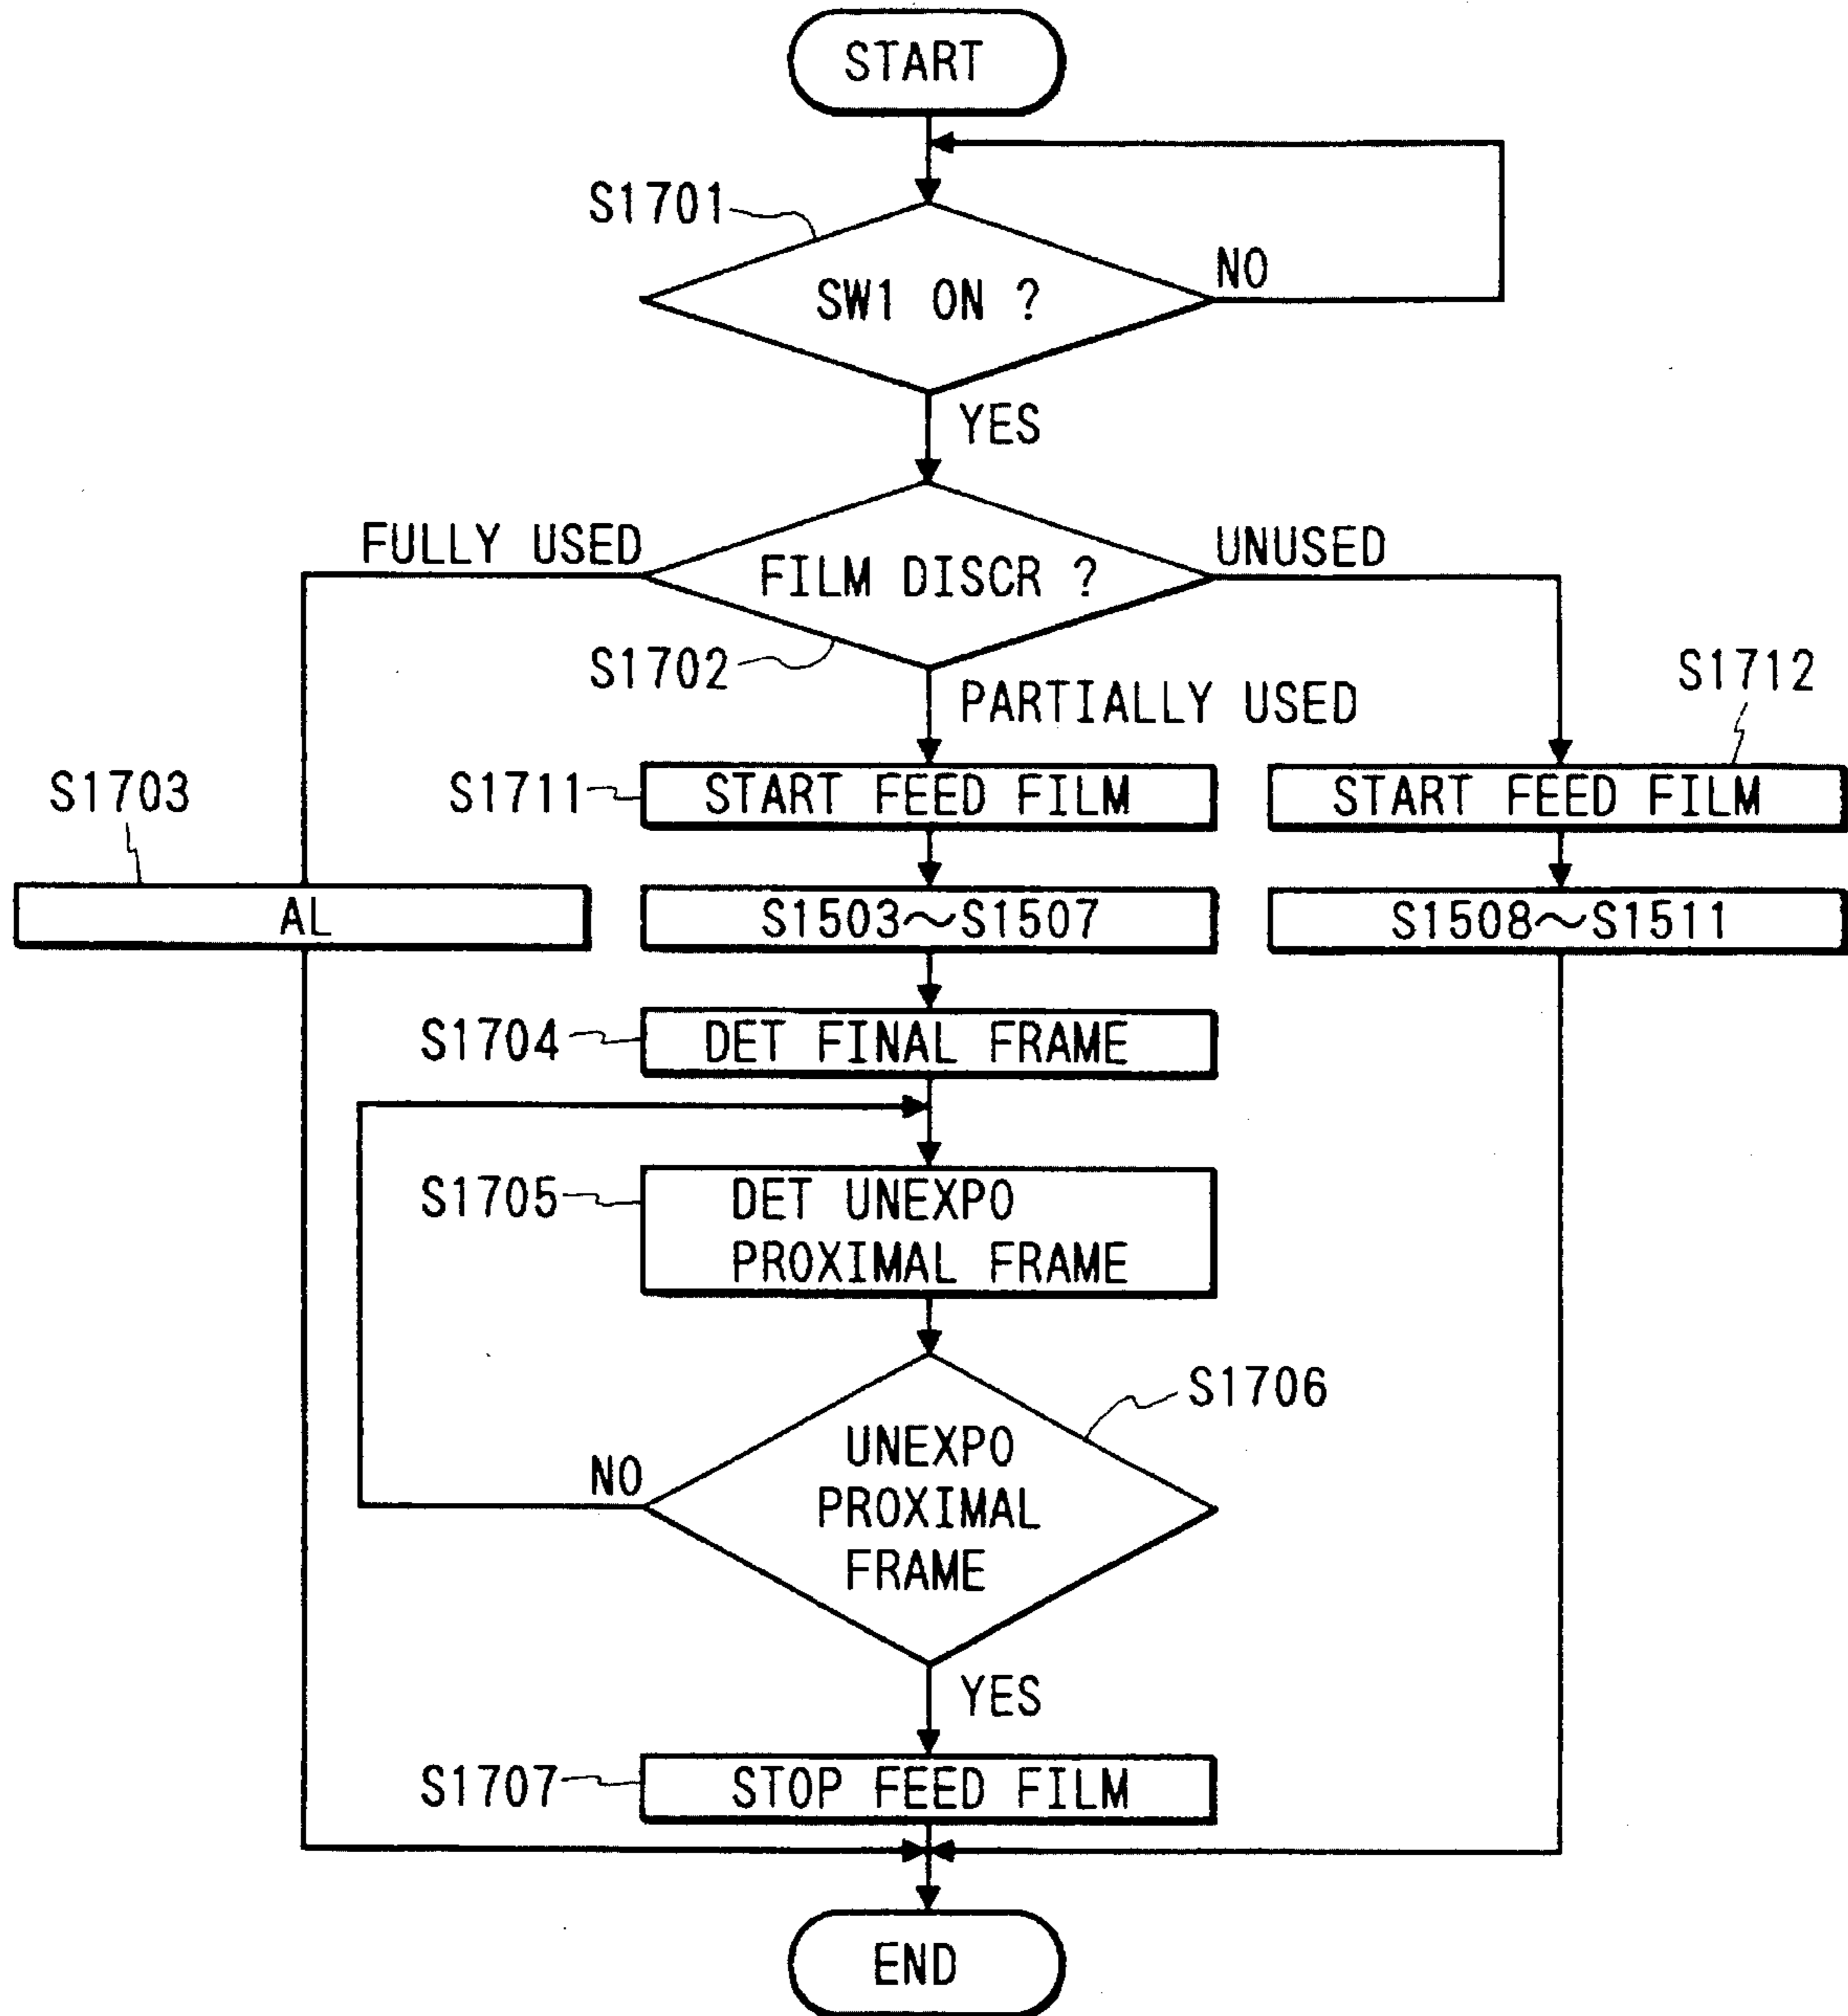 START
S1701
SW1 ON ?
NO
YES
FULLY USED
FILM DISCR ?
UNUSED
S1702
PARTIALLY USED
S1712
S1703
S1711
START FEED FILM
START FEED FILM
AL
S1503~S1507
S1508~S1511
S1704
DET FINAL FRAME
S1705
DET UNEXPO
PROXIMAL FRAME
S1706
UNEXPO
PROXIMAL
FRAME
NO
YES
S1707
STOP FEED FILM
END